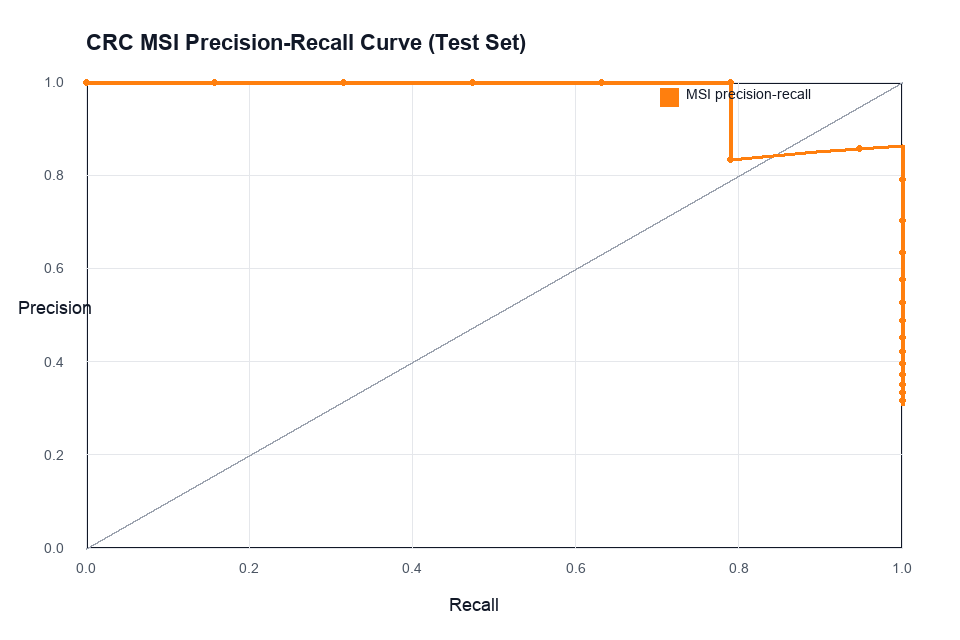 CRC MSI Precision-Recall Curve (Test Set)
MSI precision-recall
1.0
0.8
0.6
Precision
0.4
0.2
0.0
0.0 0.2 0.4 0.6 0.8 1.0
Recall